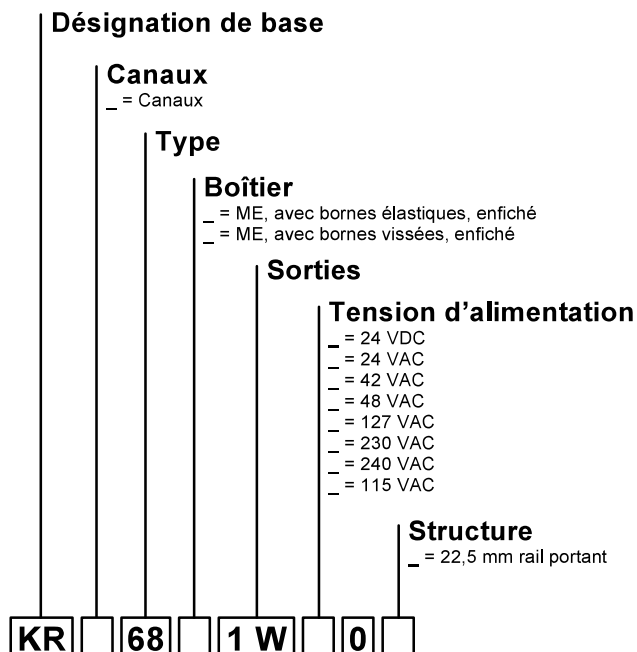 Désignation de base
Canaux
_ = Canaux
Type
Boîtier
_ = ME, avec bornes élastiques, enfiché
_ = ME, avec bornes vissées, enfiché
Sorties
Tension d’alimentation
_ = 24 VDC
_ = 24 VAC
_ = 42 VAC
_ = 48 VAC
_ = 127 VAC
_ = 230 VAC
_ = 240 VAC
_ = 115 VAC
Structure
_ = 22,5 mm rail portant
KR 68 1 W 0